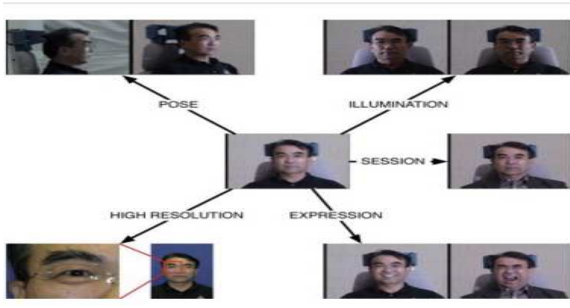 POSE
ILLUMINATION
SESSION
HIGH RESOLUTION
EXPRESSION